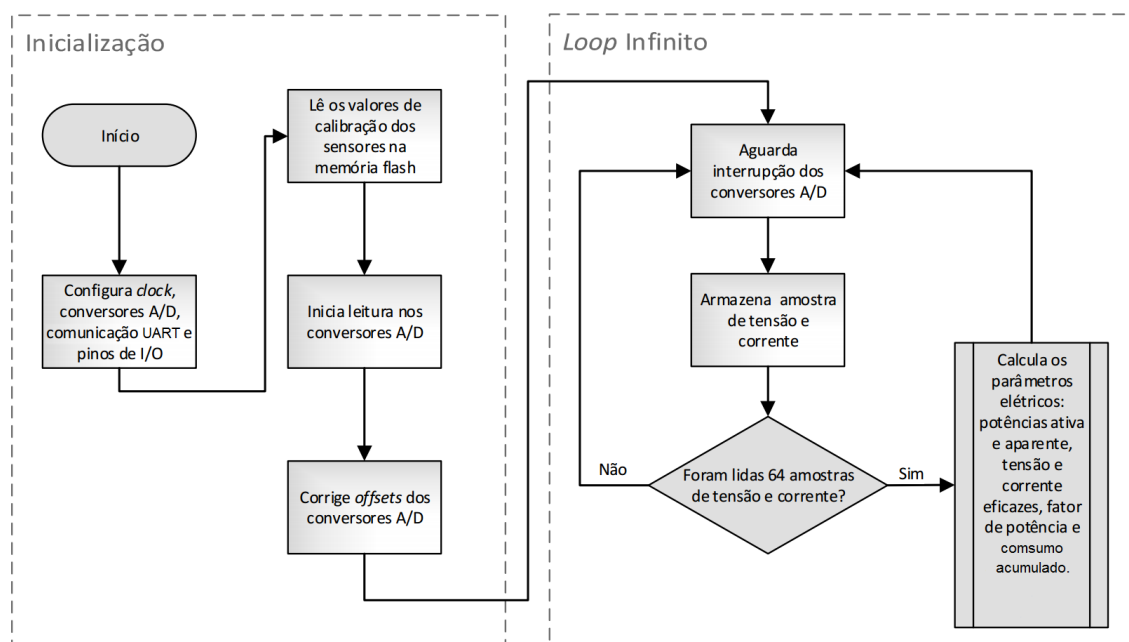 Inicialização
Início
Configura clock,
conversores A/D,
comunicação UART e
pinos de I/O
Lê os valores de
calibração dos
sensores na
memória flash
Inicia leitura nos
conversores A/D
Corrige offsets dos
conversores A/D
Loop Infinito
Aguarda
interrupção dos
conversores A/D
Armazena amostra
de tensão e
corrente
Foram lidas 64 amostras
de tensão e corrente?
Não
Sim
Calcula os
parâmetros
elétricos:
potências ativa
e aparente,
tensão e
corrente
eficazes, fator
de potência e
comsumo
acumulado.